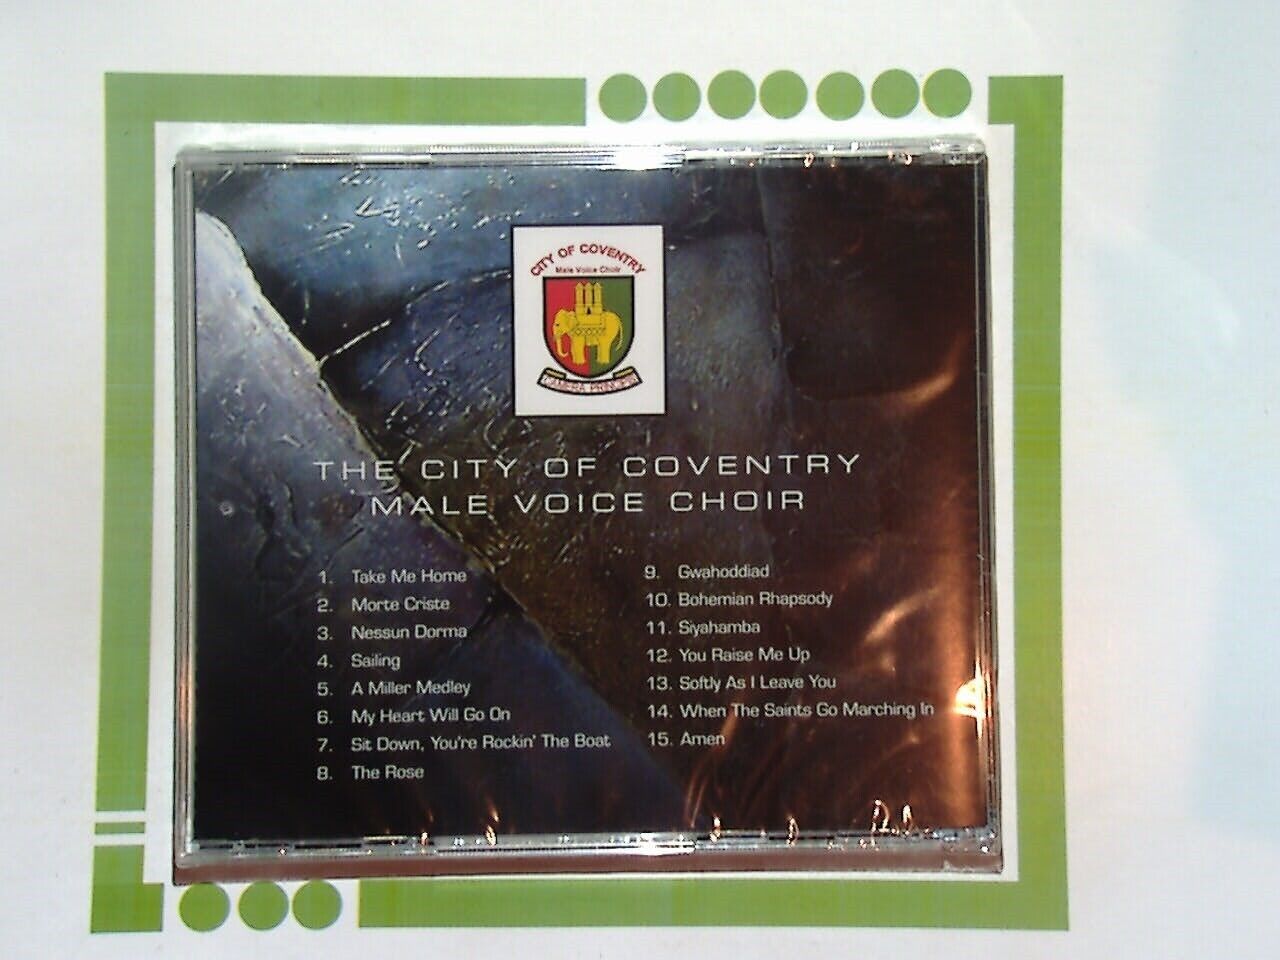 CITY OF COVENTRY
Male Voice Choir
CAMERA PRINCIPIS
THE CITY OF COVENTRY
MALE VOICE CHOIR
1. Take Me Home
2. Morte Criste
3. Nessun Dorma
4. Sailing
5. A Miller Medley
6. My Heart Will Go On
7. Sit Down, You're Rockin' The Boat
8. The Rose
9. Gwahoddiad
10. Bohemian Rhapsody
11. Siyahamba
12. You Raise Me Up
13. Softly As I Leave You
14. When The Saints Go Marching In
15. Amen